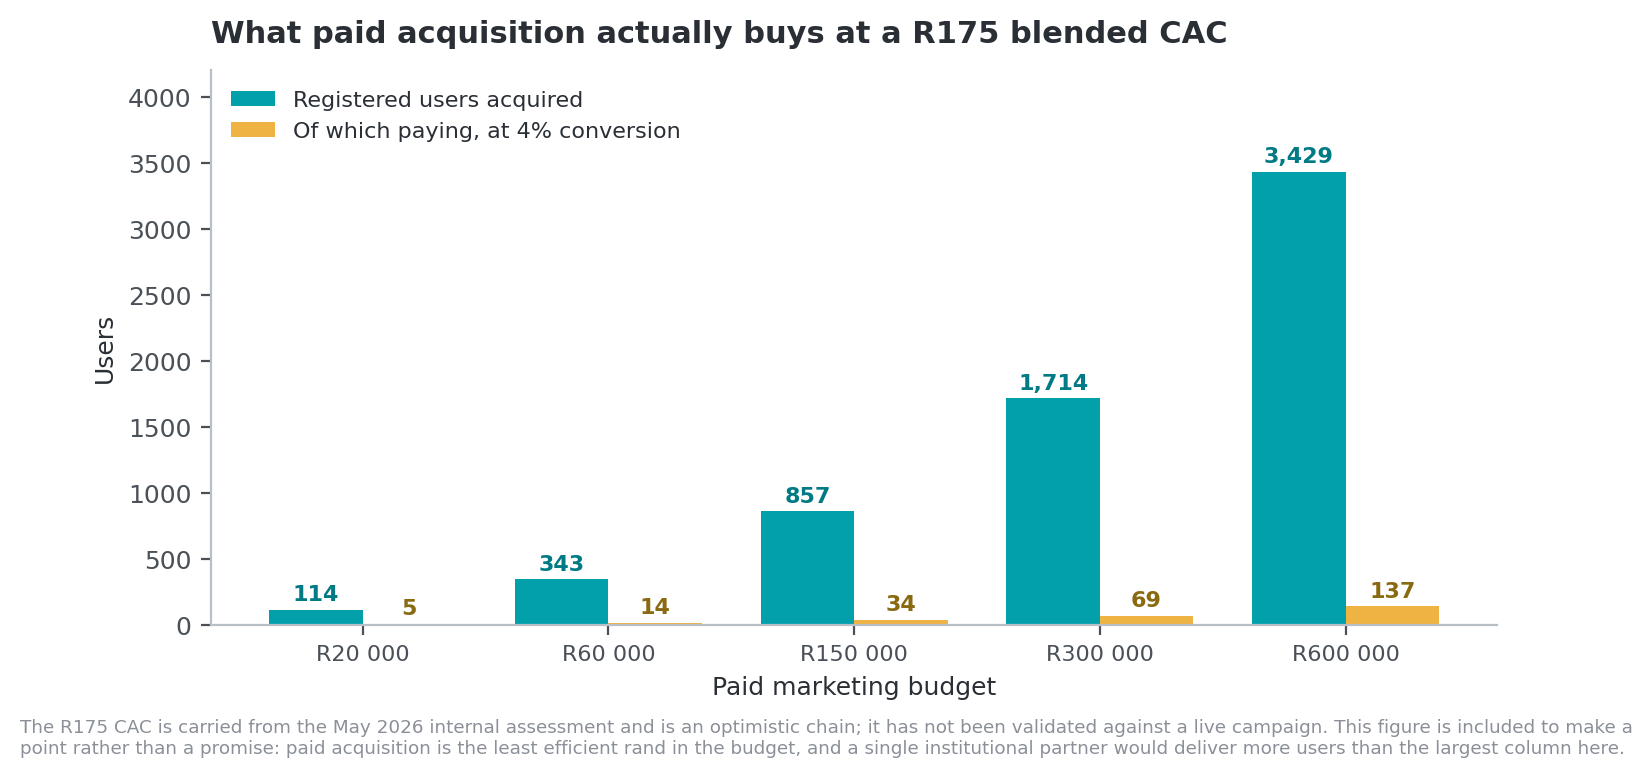 What paid acquisition actually buys at a R175 blended CAC
Registered users acquired
Of which paying, at 4% conversion
Users
4000
3500
3000
2500
2000
1500
1000
500
0
114
5
343
14
857
34
1,714
69
3,429
137
R20 000
R60 000
R150 000
R300 000
R600 000
Paid marketing budget
The R175 CAC is carried from the May 2026 internal assessment and is an optimistic chain; it has not been validated against a live campaign. This figure is included to make a
point rather than a promise: paid acquisition is the least efficient rand in the budget, and a single institutional partner would deliver more users than the largest column here.